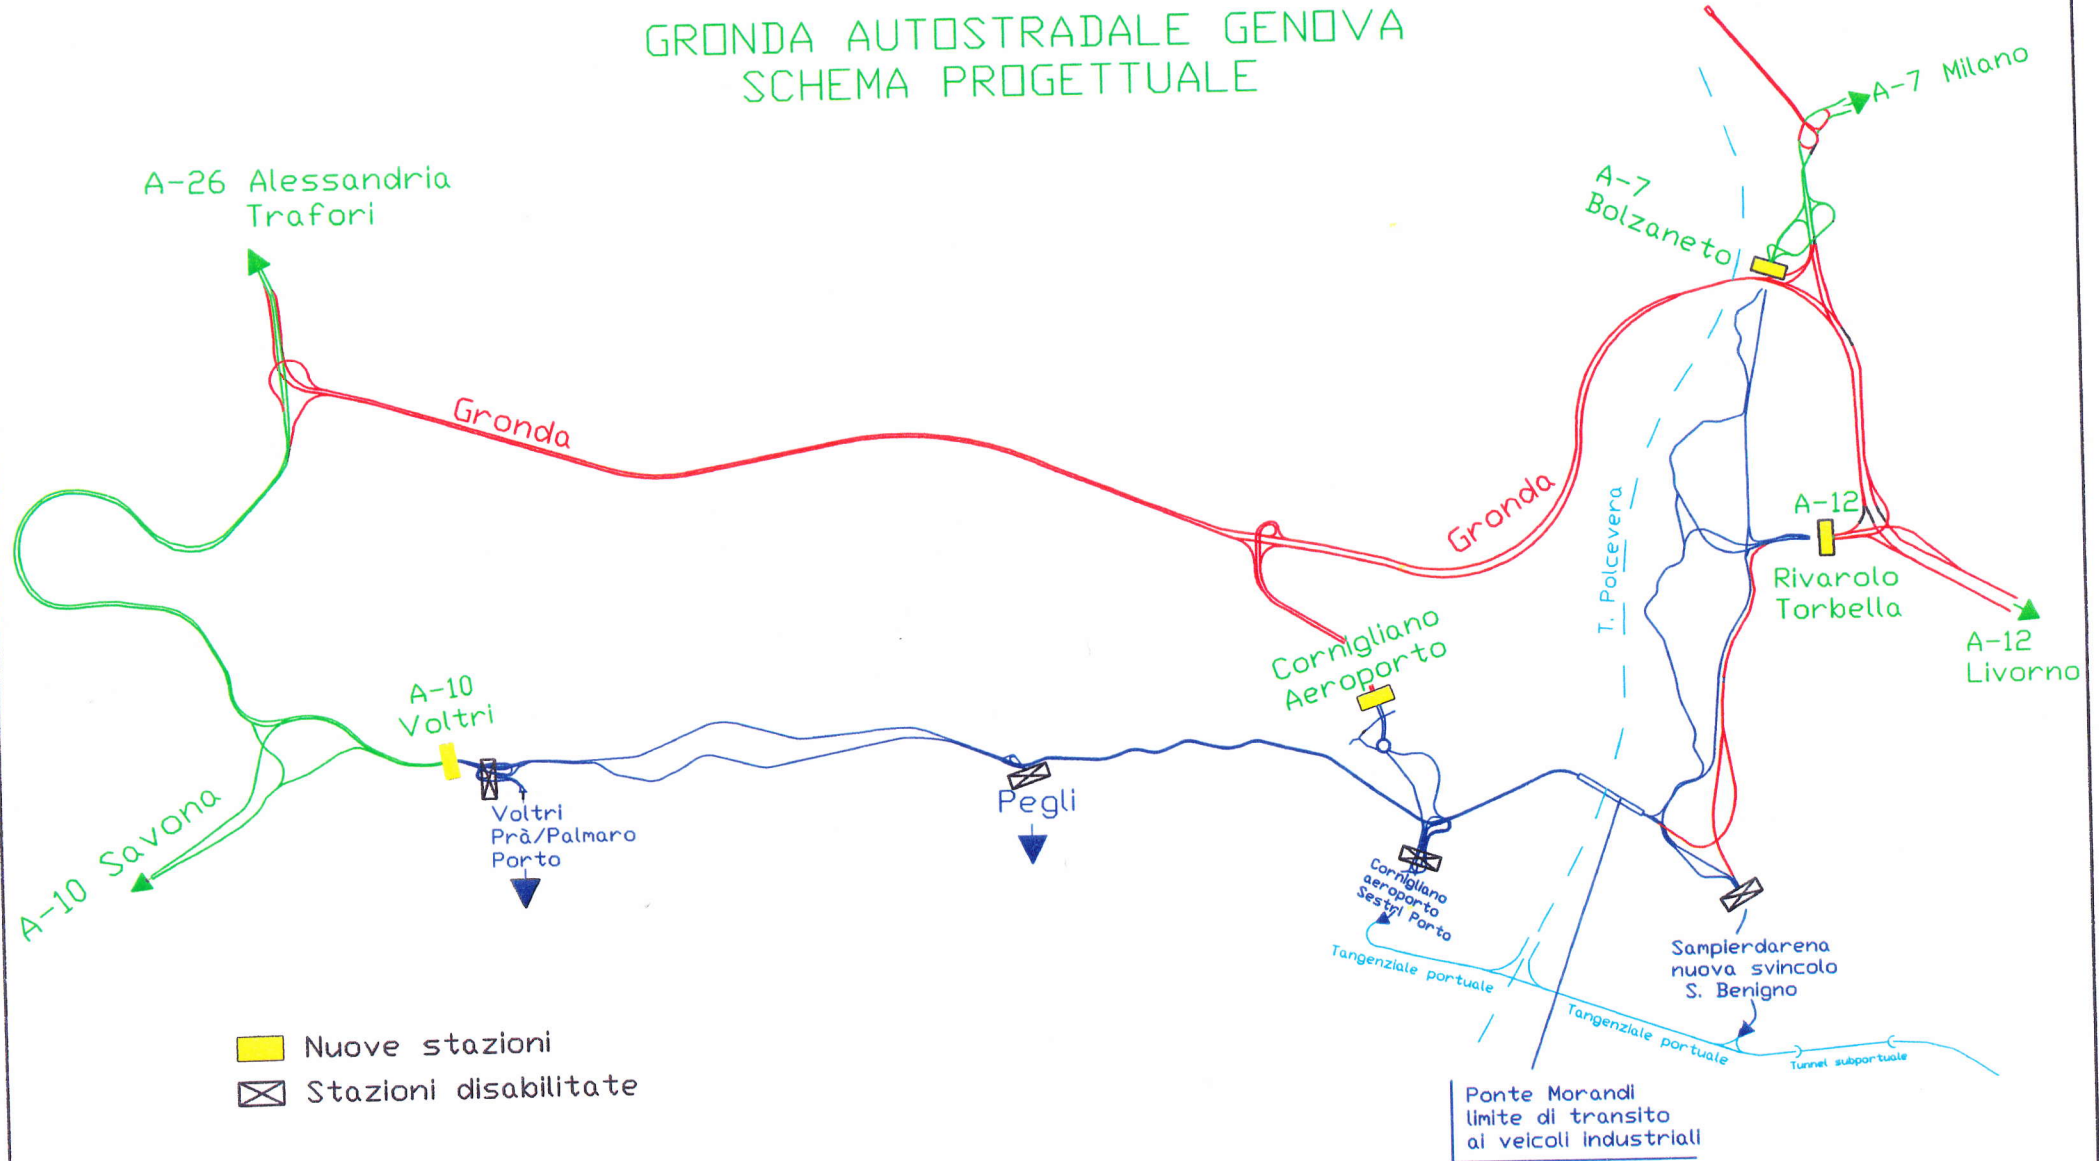 GRONDA AUTOSTRADALE GENOVA
SCHEMA PROGETTUALE
A-7 Milano
A-26 Alessandria
Trafori
A-7
Bolzaneto
Gronda
Gronda
T. Polcevera
A-12
Rivarolo
Torbella
A-12
Livorno
Cornigliano
Aeroporto
A-10
Voltri
A-10 Savona
Voltri
Prà/Palmaro
Porto
Pegli
Cornigliano
aeroporto
Sestri Porto
Tangenziale portuale
Sampierdarena
nuova svincolo
S. Benigno
Tangenziale portuale
Tunnel subportuale
Nuove stazioni
Stazioni disabilitate
Ponte Morandi
limite di transito
ai veicoli industriali